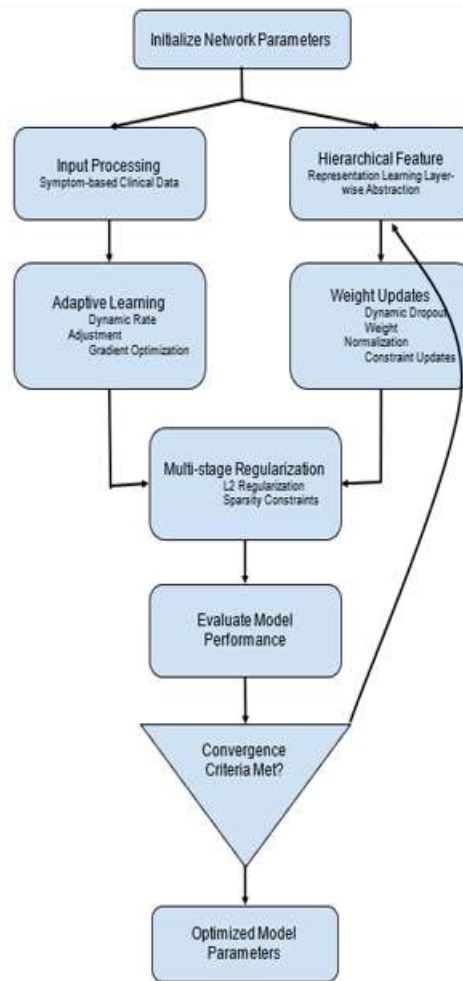 Initialize Network Parameters
Input Processing
Symptom-based Clinical Data
Hierarchical Feature
Representation Learning Layer-
wise Abstraction
Adaptive Learning
Dynamic Rate
Adjustment
Gradient Optimization
Weight Updates
Dynamic Dropout
Weight
Normalization
Constraint Updates
Multi-stage Regularization
L2 Regularization
Sparsity Constraints
Evaluate Model
Performance
Convergence
Criteria Met?
Optimized Model
Parameters